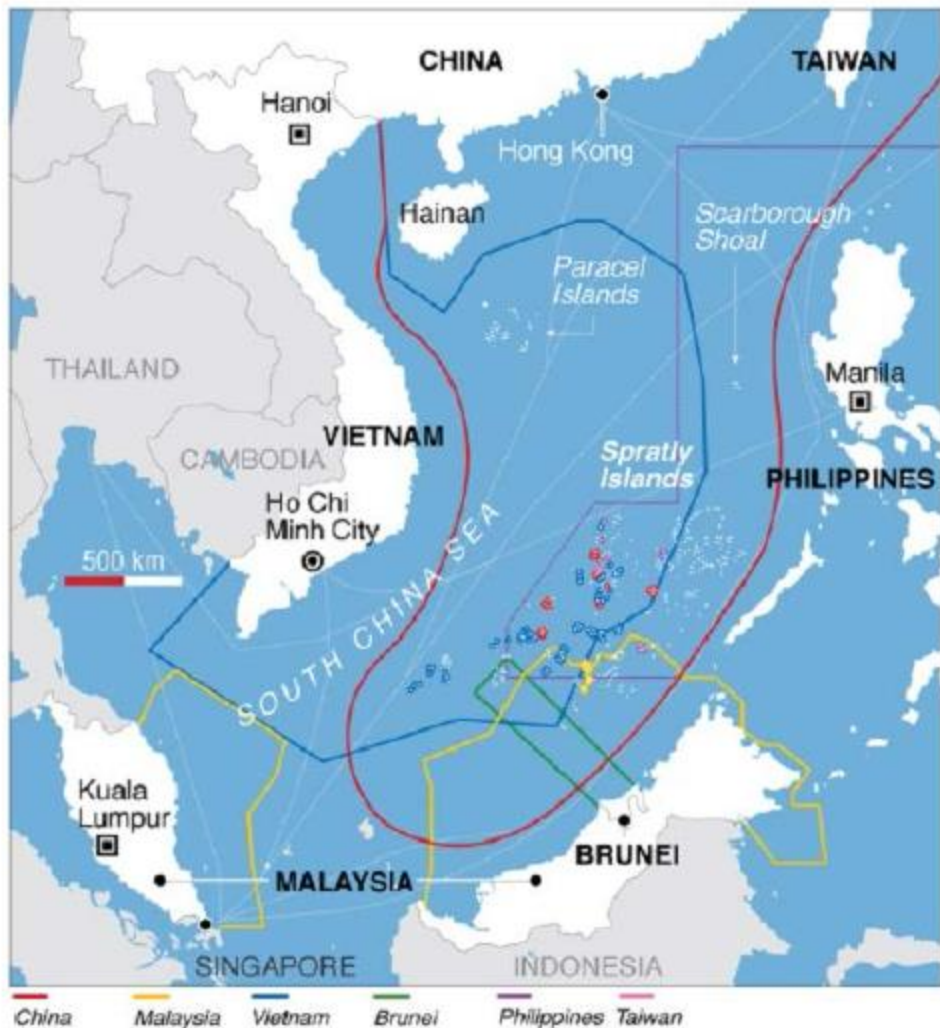 CHINA
TAIWAN
Hanoi
Hong Kong
Hainan
Scarborough
Shoal
Paracel
Islands
THAILAND
Manila
VIETNAM
CAMBODIA
Spratly
Islands
PHILIPPINES
Ho Chi
Minh City
500 km
SOUTH CHINA SEA
Kuala
Lumpur
BRUNEI
MALAYSIA
SINGAPORE
INDONESIA
China
Malaysia
Vietnam
Brunei
Philippines
Taiwan